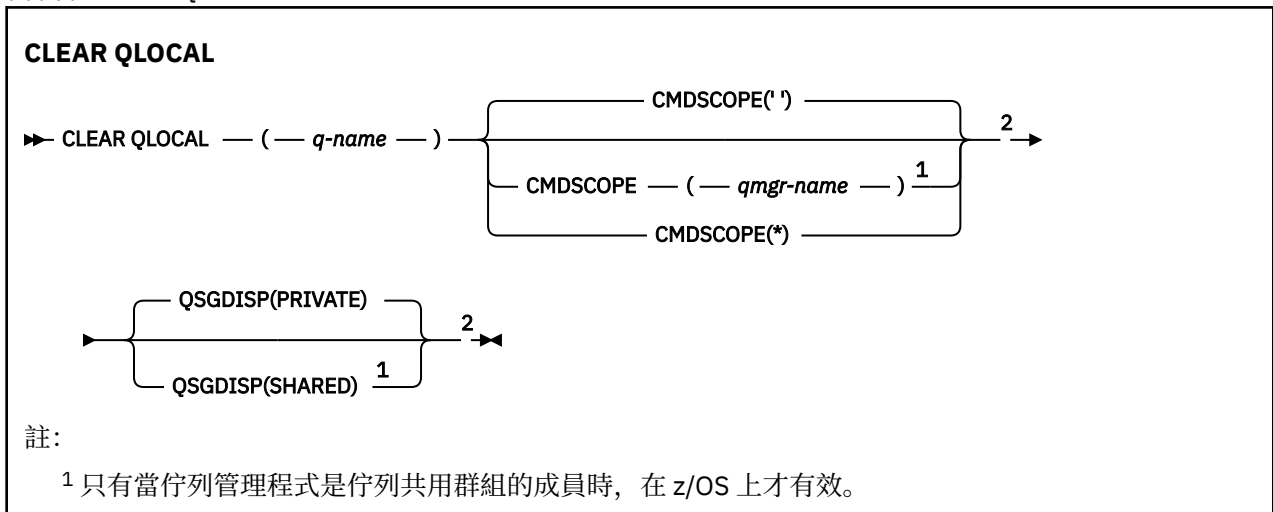 CLEAR QLOCAL
CMDSCOPE(' ')
CLEAR QLOCAL ( q-name ) 2
CMDSCOPE ( qmgr-name ) 1
CMDSCOPE(*)
QSGDISP(PRIVATE)
2
QSGDISP(SHARED) 1
註：
1 只有當佇列管理程式是佇列共用群組的成員時，在 z/OS 上才有效。